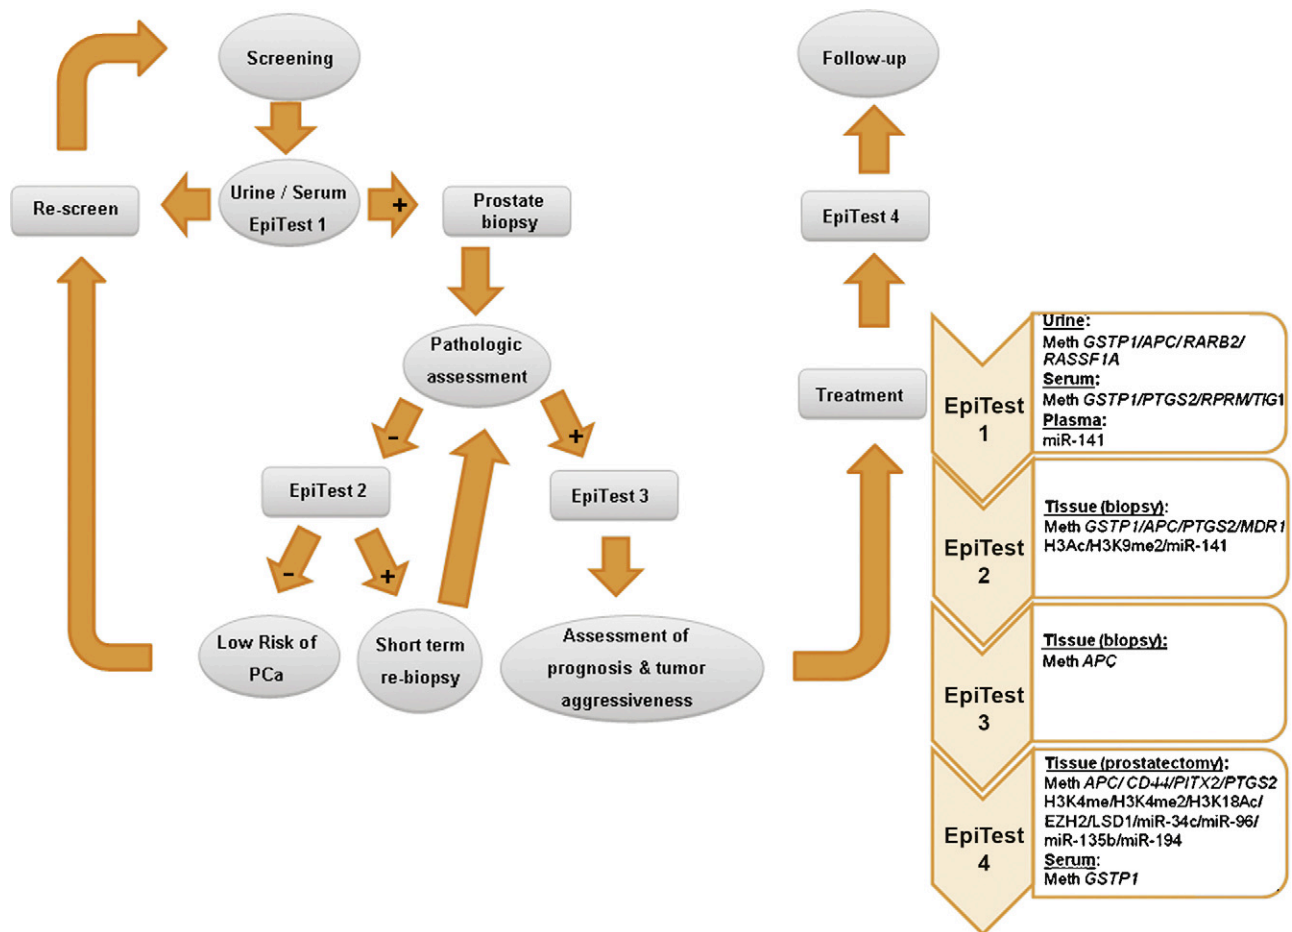 Screening
Follow-up
Urine / Serum
EpiTest 1
+
Re-screen
Prostate
biopsy
EpiTest 4
Pathologic
assessment
Treatment
-
+
EpiTest 2
EpiTest 3
-
+
Low Risk of
PCa
Short term
re-biopsy
Assessment of
prognosis & tumor
aggressiveness
EpiTest
1
Urine:
Meth GSTP1/APC/RARB2/
RASSF1A
Serum:
Meth GSTP1/PTGS2/RPRM/TIG1
Plasma:
miR-141
EpiTest
2
Tissue (biopsy):
Meth GSTP1/APC/PTGS2/MDR1
H3Ac/H3K9me2/miR-141
EpiTest
3
Tissue (biopsy):
Meth APC
EpiTest
4
Tissue (prostatectomy):
Meth APC/ CD44/PITX2/PTGS2
H3K4me/H3K4me2/H3K18Ac/
EZH2/LSD1/miR-34c/miR-96/
miR-135b/miR-194
Serum:
Meth GSTP1